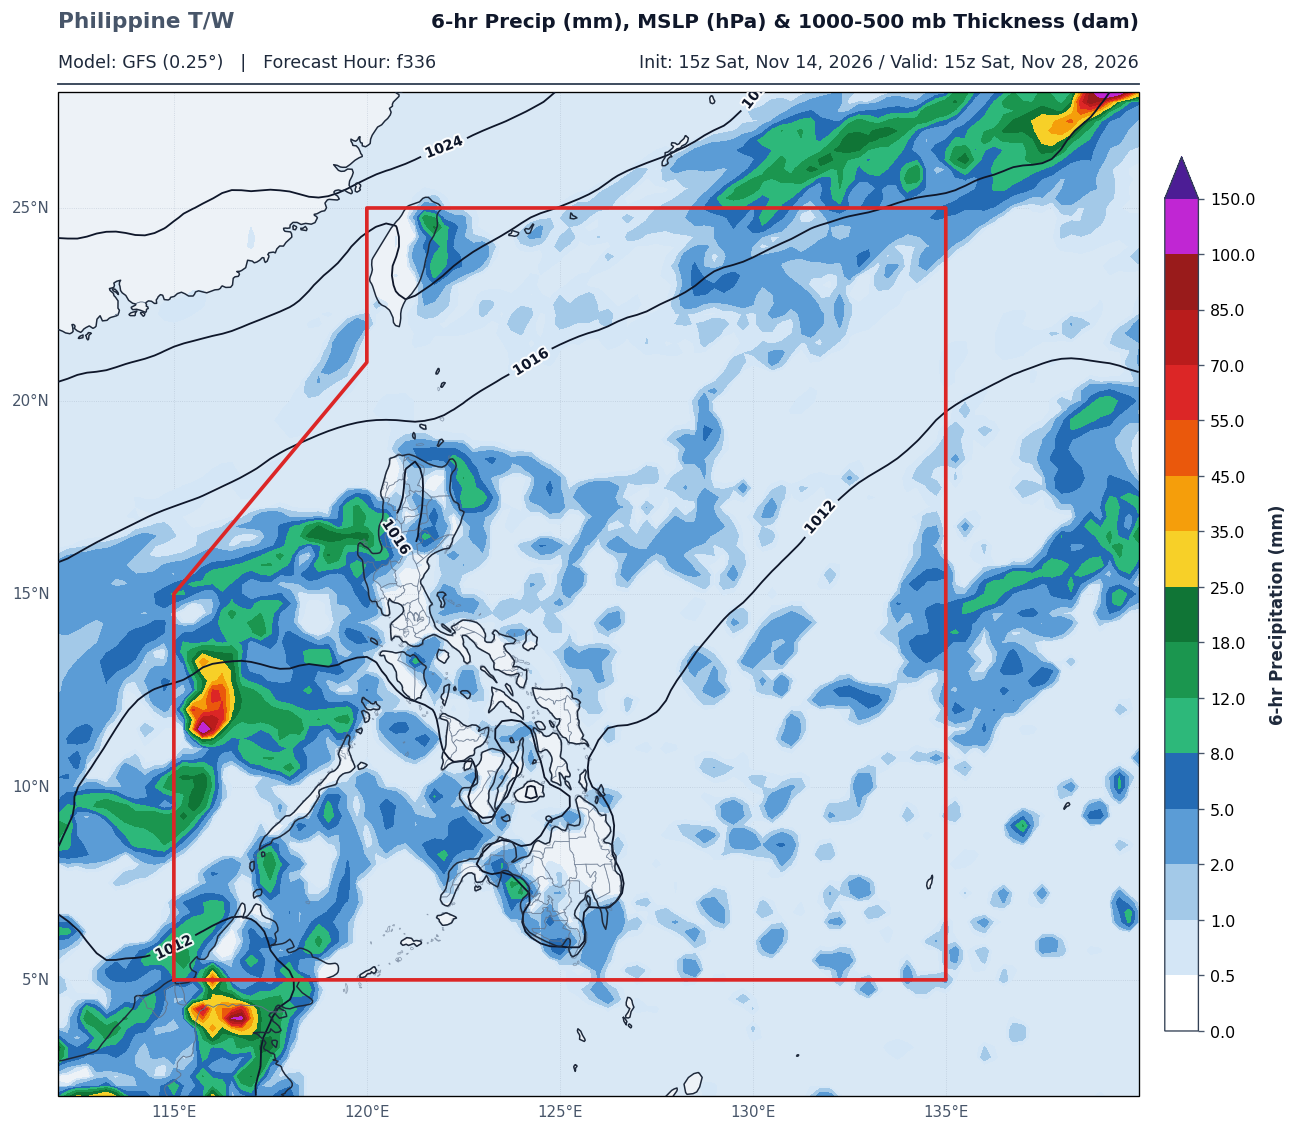 Philippine T/W
6-hr Precip (mm), MSLP (hPa) & 1000-500 mb Thickness (dam)
Model: GFS (0.25°) | Forecast Hour: f336
Init: 15z Sat, Nov 14, 2026 / Valid: 15z Sat, Nov 28, 2026
1024
1016
1012
1016
1012
25°N
20°N
15°N
10°N
5°N
115°E
120°E
125°E
130°E
135°E
150.0
100.0
85.0
70.0
55.0
45.0
35.0
25.0
18.0
12.0
8.0
5.0
2.0
1.0
0.5
0.0
6-hr Precipitation (mm)